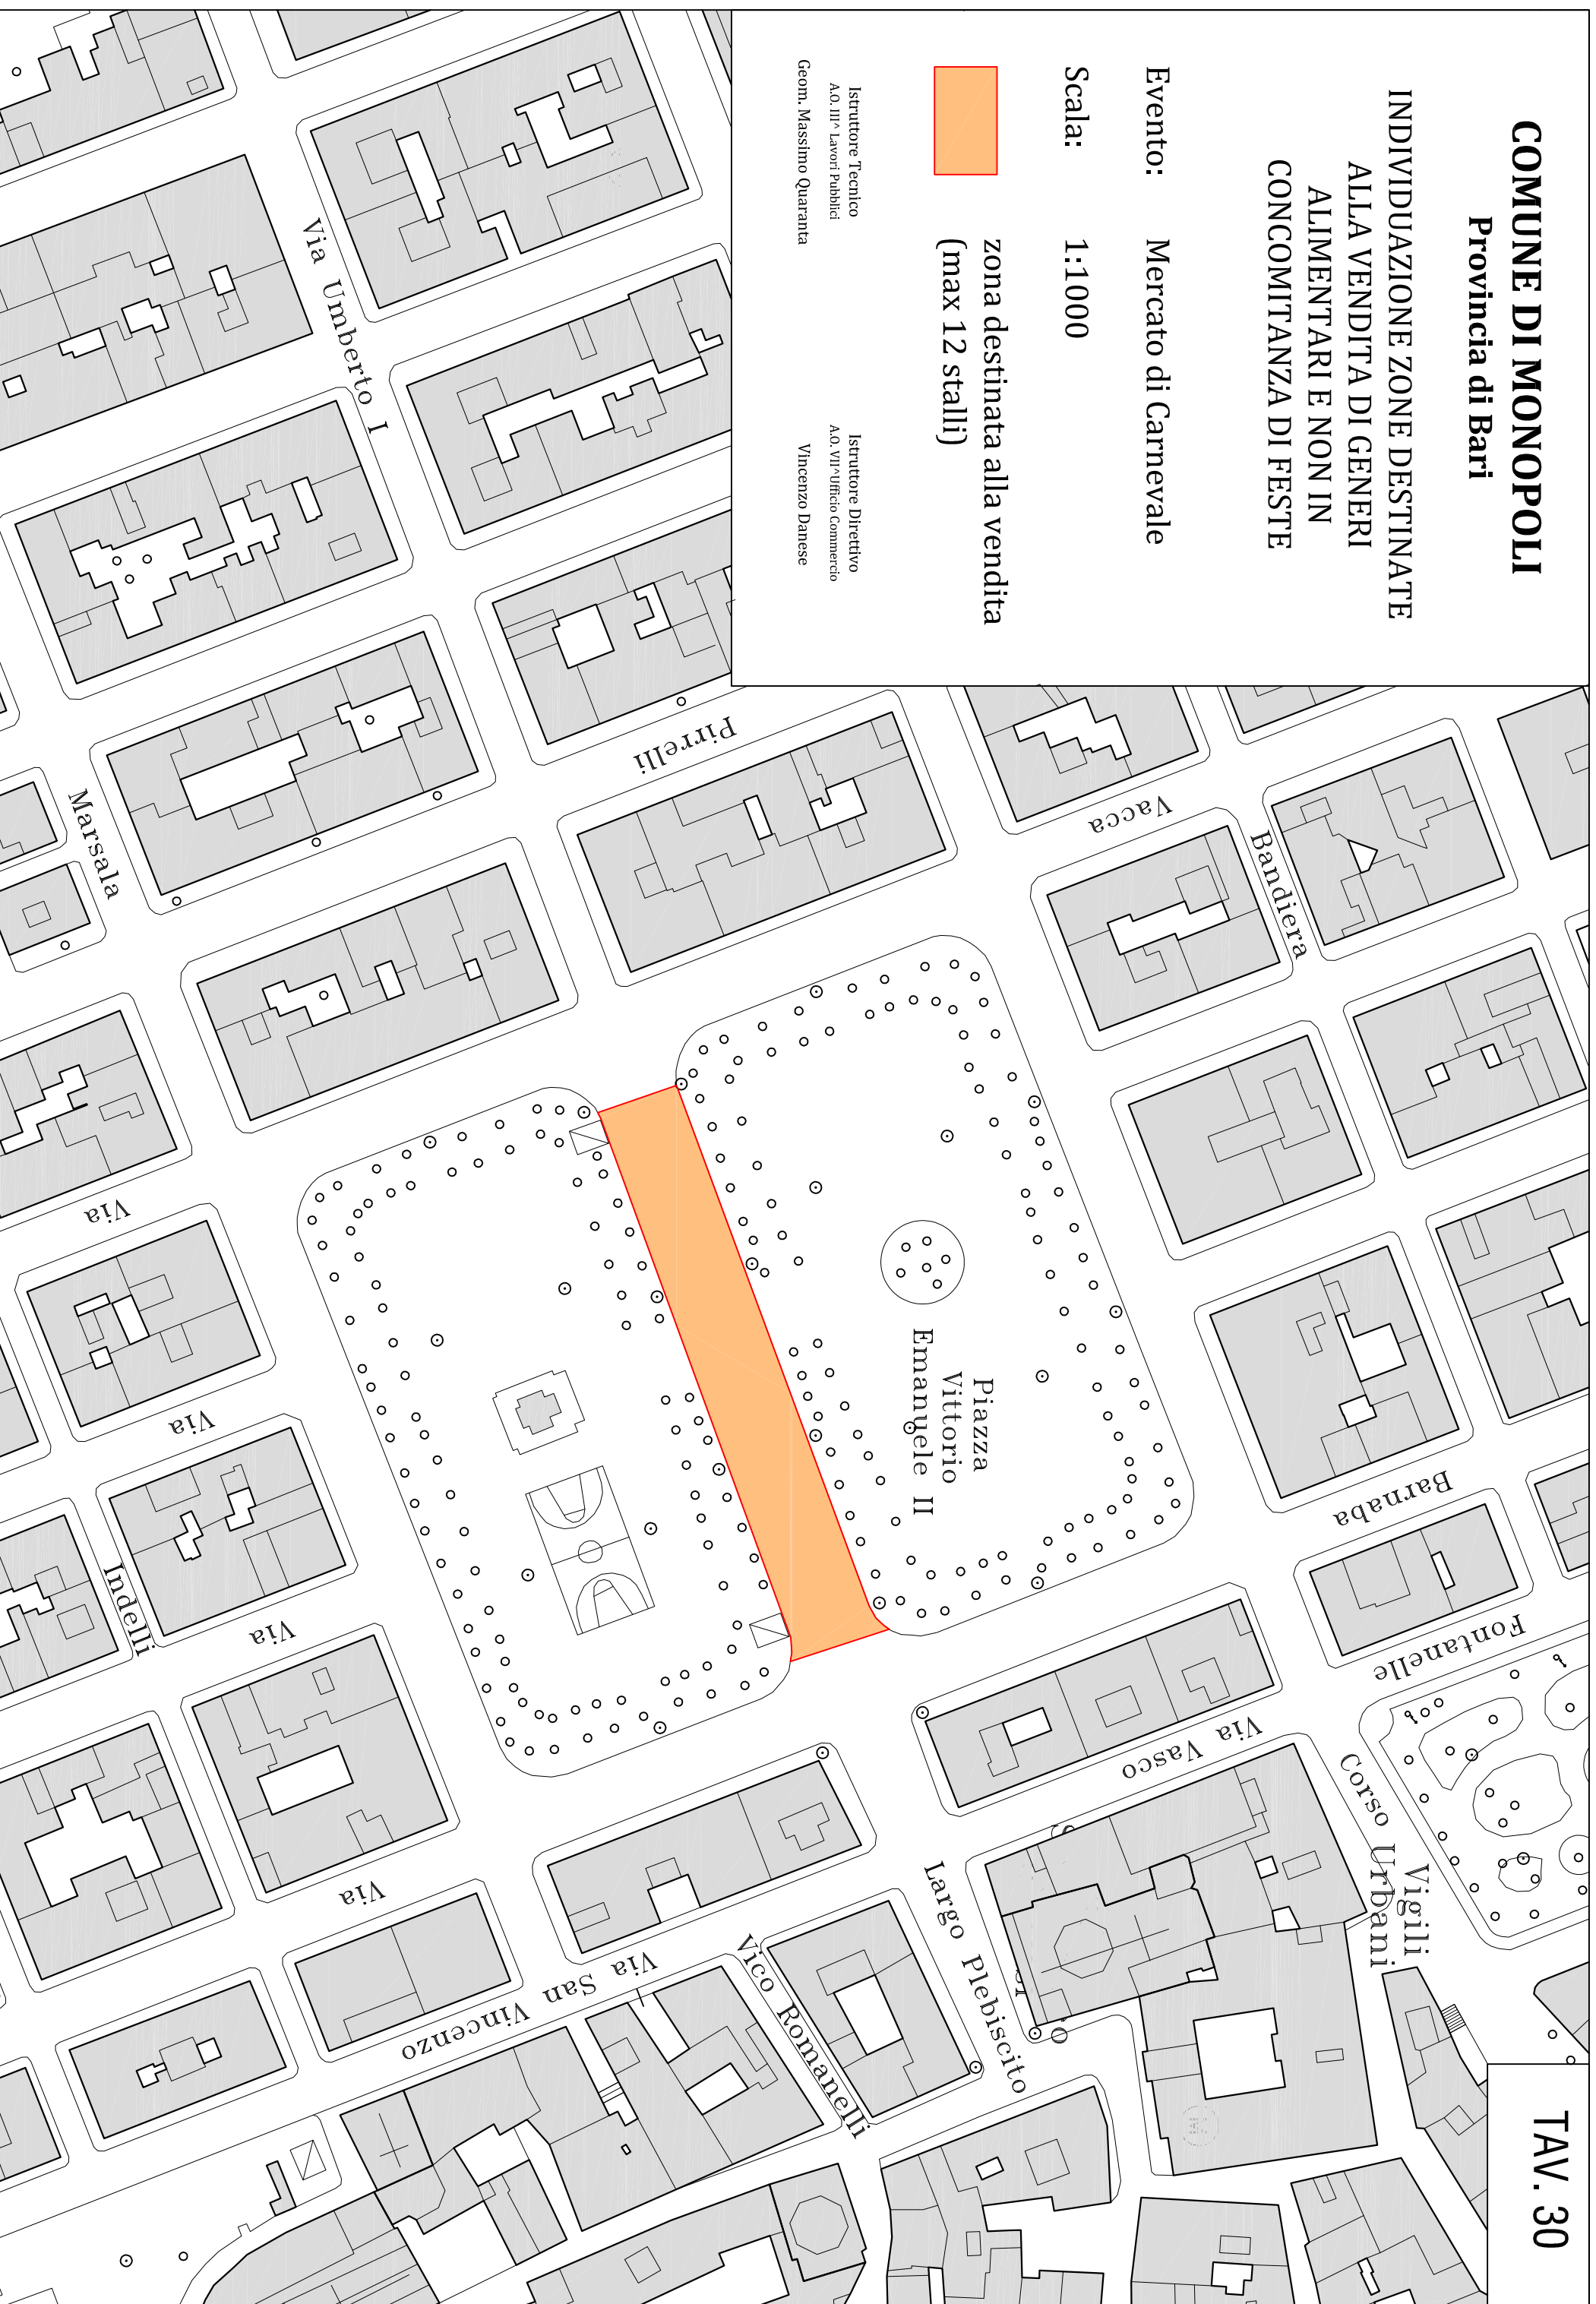 COMUNE DI MONOPOLI
Provincia di Bari
INDIVIDUAZIONE ZONE DESTINATE
ALLA VENDITA DI GENERI
ALIMENTARI E NON IN
CONCOMITANZA DI FESTE
Evento: Mercato di Carnevale
Scala: 1:1000
zona destinata alla vendita
(max 12 stalli)
Istruttore Tecnico
A.O. III^ Lavori Pubblici
Geom. Massimo Quaranta
Istruttore Direttivo
A.O. VII^Ufficio Commercio
Vincenzo Danese
TAV. 30
Via Umberto I
Pirrelli
Marsala
Vacca
Bandiera
Via
Via
Via
Via
Indelli
Piazza
Vittorio
Emanuele II
Barnaba
Fontanelle
Via Vasco
Corso Urbani
Vigili
Largo Plebiscito
Vico Romanelli
Via San Vincenzo